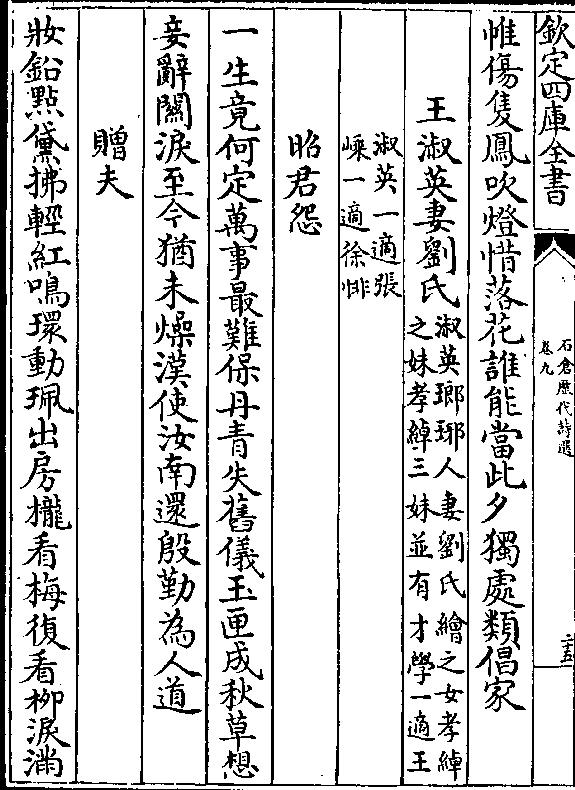 欽定四庫全書
石倉歷代詩選
卷九
二十五
帷傷隻鳳吹燈惜落花誰能當此夕獨處類倡家
王淑英妻劉氏
淑英瑯琊人妻劉氏繪之女孝綽
之妹孝綽三妹並有才學一適王
淑英一適張
嵊一適徐悱
昭君怨
一生竟何定萬事最難保丹青失舊儀玉匣成秋草想
妾辭關淚至今猶未燥漢使汝南還殷勤為人道
贈夫
妝鉛點黛拂輕紅鳴環動珮出房櫳看梅復看柳淚滿